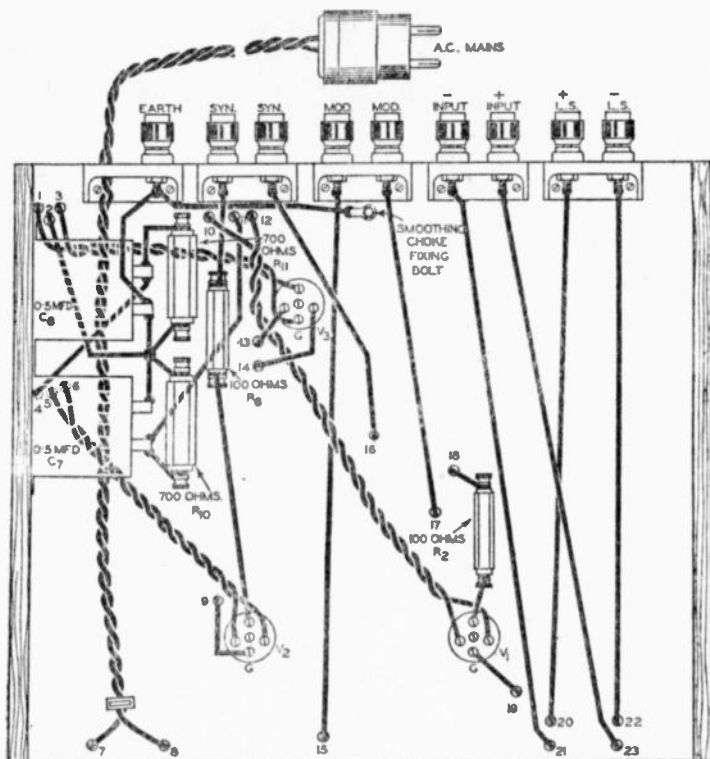 A.C. MAINS
EARTH SYN. SYN. MOD MOD. - INPUT + INPUT + L.S. - L.S.
1 2 3
10 12
SMOOTHING
CHOKE
FIXING
BOLT
700
OHMS
R11
0·5 MFD
C8
13 G V3
14
100 OHMS
R6
4 5 6
0·5 MFD
C7
16
18
700 OHMS.
R10
17
100 OHMS
R2
9
V2
G
V1
G
19
20 22
7 8 15 21 23